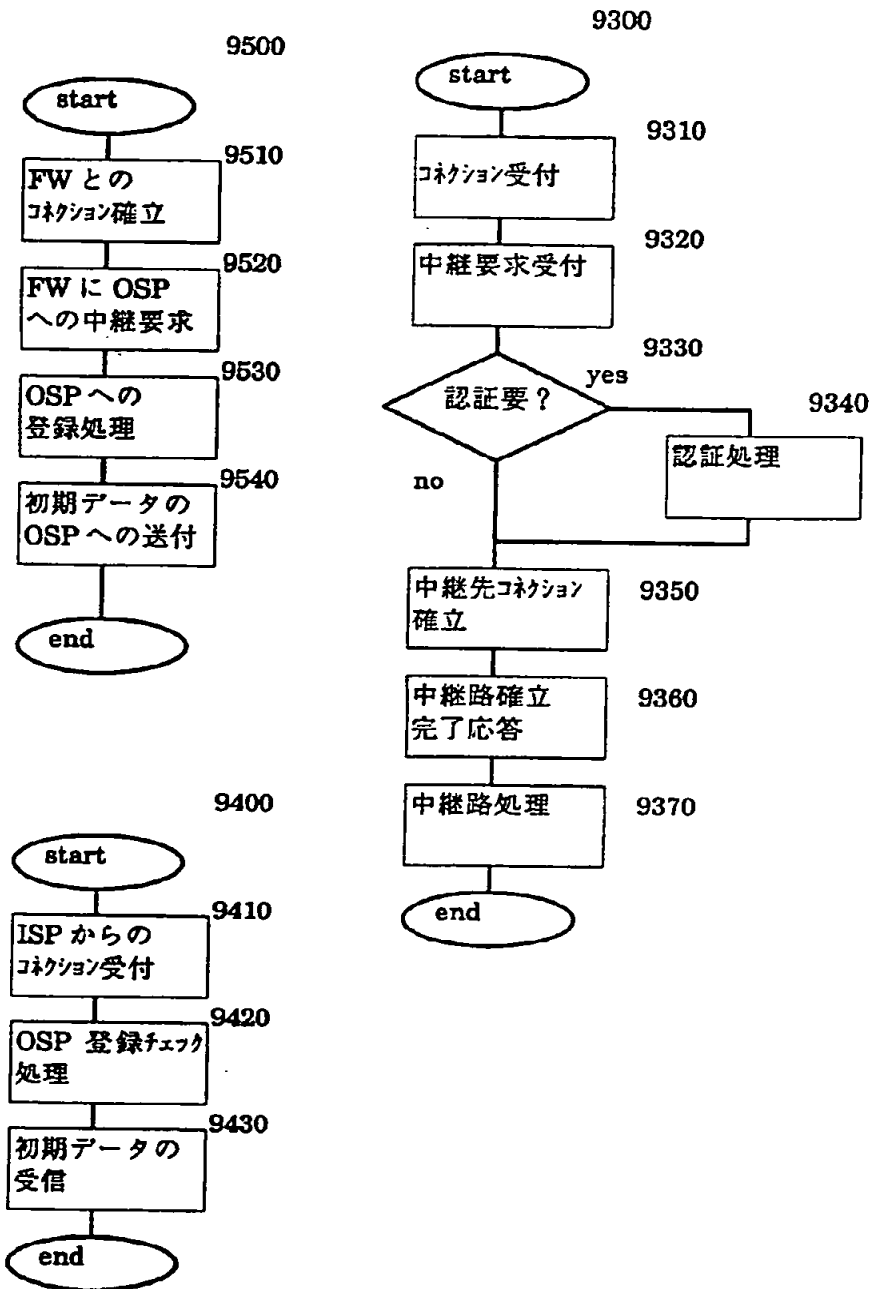 9500
start
9510
FW との
コネクション確立
9520
FW に OSP
への中継要求
9530
OSP への
登録処理
9540
初期データの
OSP への送付
end
9300
start
9310
コネクション受付
9320
中継要求受付
9330
認証要？
yes
no
9340
認証処理
中継先コネクション
確立
9350
中継路確立
完了応答
9360
中継路処理
9370
end
9400
start
9410
ISP からの
コネクション受付
9420
OSP 登録チェック
処理
9430
初期データの
受信
end